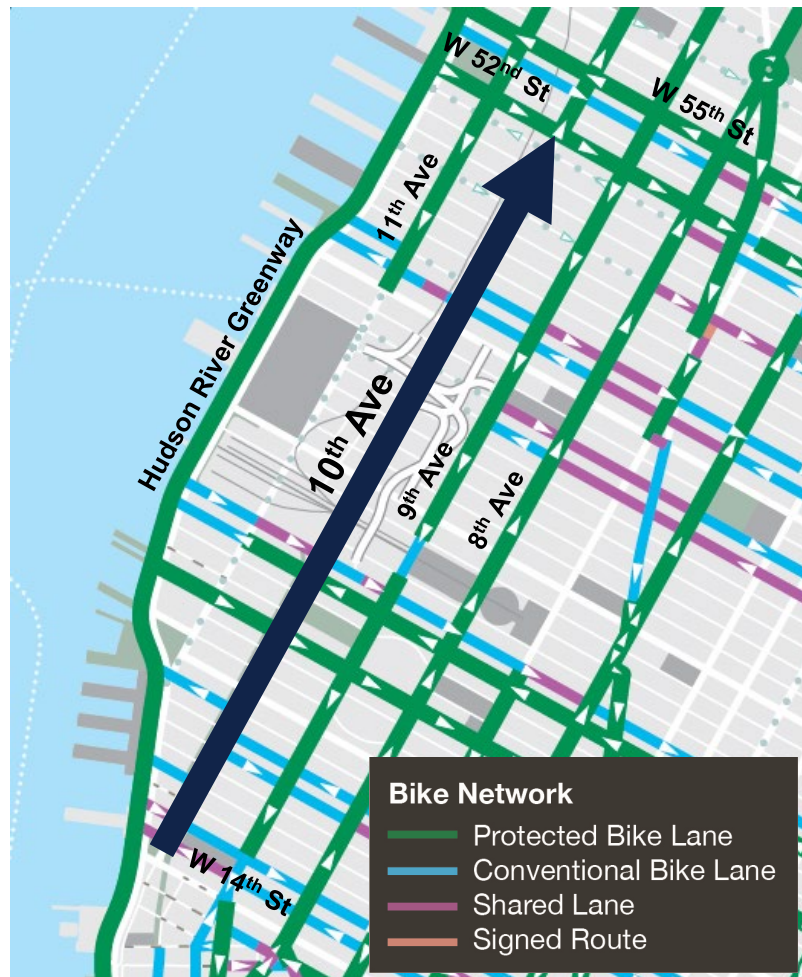 W 52nd St
W 55th St
11th Ave
Hudson River Greenway
10th Ave
9th Ave
8th Ave
W 14th St
Bike Network
Protected Bike Lane
Conventional Bike Lane
Shared Lane
Signed Route